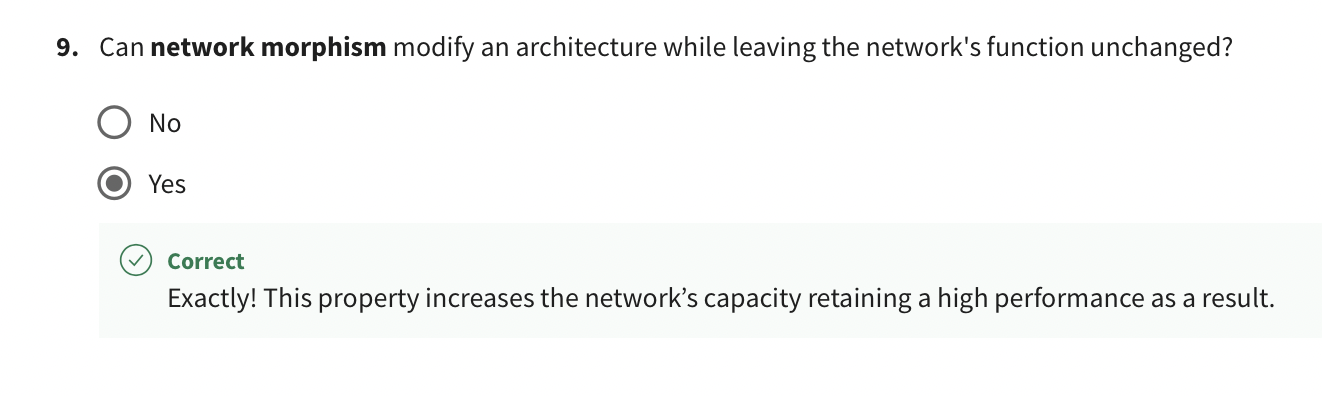 9. Can network morphism modify an architecture while leaving the network's function unchanged?
No
Yes
Correct
Exactly! This property increases the network’s capacity retaining a high performance as a result.